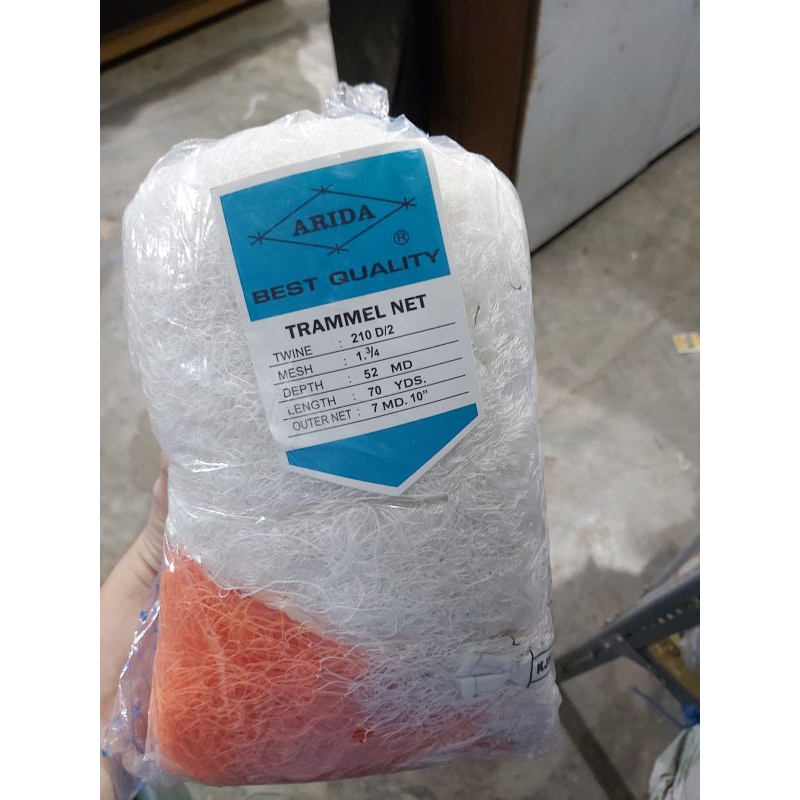 ARIDA
®
BEST QUALITY
TRAMMEL NET
TWINE : 210 D/2
MESH : 1.3/4
DEPTH : 52 MD
LENGTH : 70 YDS.
OUTER NET : 7 MD. 10"